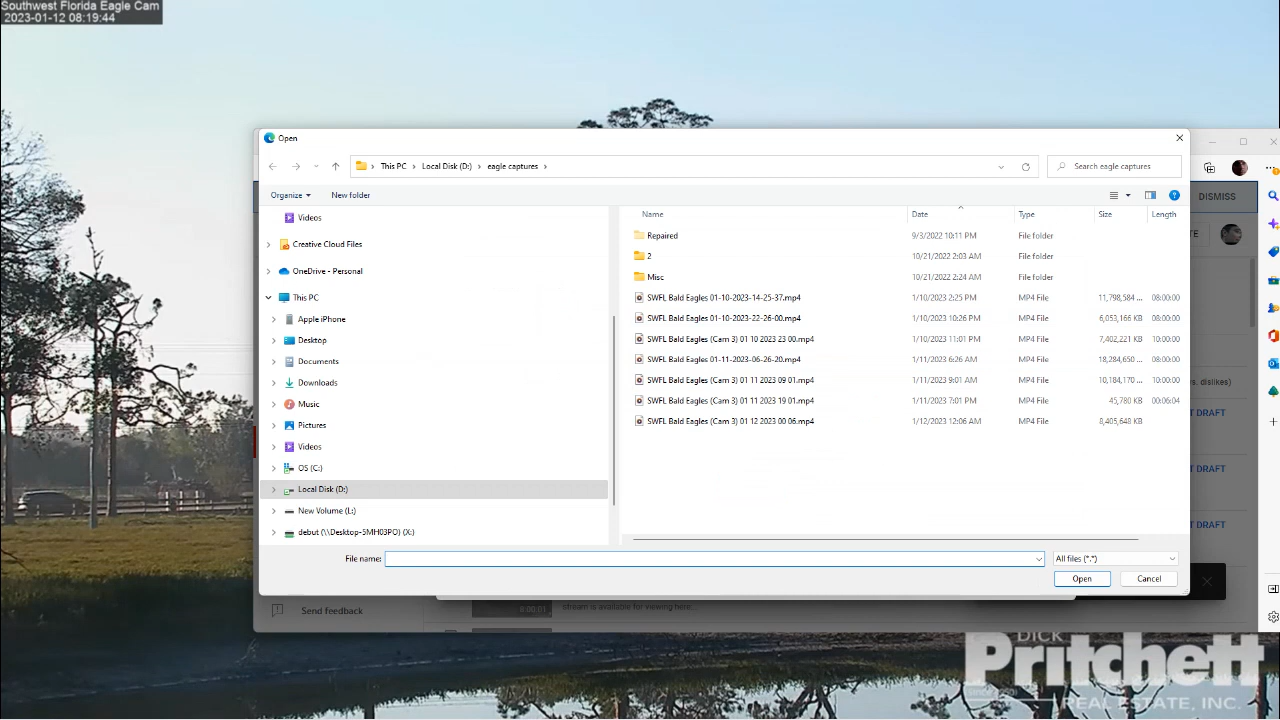 Southwest Florida Eagle Cam
2023-01-12 08:19:44
Open
This PC > Local Disk (D:) > eagle captures >
Search eagle captures
Organize
New folder
DISMISS
Name Date Type Size Length
Videos
Creative Cloud Files
OneDrive - Personal
This PC
Apple iPhone
Desktop
Documents
Downloads
Music
Pictures
Videos
OS (C:)
Local Disk (D:)
New Volume (L:)
debut (\\Desktop-5MH03PO) (X:)
Repaired 9/3/2022 10:11 PM File folder
2 10/21/2022 2:03 AM File folder
Misc 10/21/2022 2:24 AM File folder
SWFL Bald Eagles 01-10-2023-14-25-37.mp4 1/10/2023 2:25 PM MP4 File 11,798,584 ... 08:00:00
SWFL Bald Eagles 01-10-2023-22-26-00.mp4 1/10/2023 10:26 PM MP4 File 6,053,166 KB 08:00:00
SWFL Bald Eagles (Cam 3) 01 10 2023 23 00.mp4 1/10/2023 11:01 PM MP4 File 7,402,221 KB 10:00:00
SWFL Bald Eagles 01-11-2023-06-26-20.mp4 1/11/2023 6:26 AM MP4 File 18,284,650 ... 08:00:00
SWFL Bald Eagles (Cam 3) 01 11 2023 09 01.mp4 1/11/2023 9:01 AM MP4 File 10,184,170 ... 10:00:00
SWFL Bald Eagles (Cam 3) 01 11 2023 19 01.mp4 1/11/2023 7:01 PM MP4 File 45,780 KB 00:06:04
SWFL Bald Eagles (Cam 3) 01 12 2023 00 06.mp4 1/12/2023 12:06 AM MP4 File 8,405,648 KB
TE
vs. dislikes)
T DRAFT
T DRAFT
T DRAFT
File name:
All files (*.*)
Open
Cancel
Send feedback
0:00:01
stream is available for viewing here...
DICK
Pritchett
REAL ESTATE, INC.